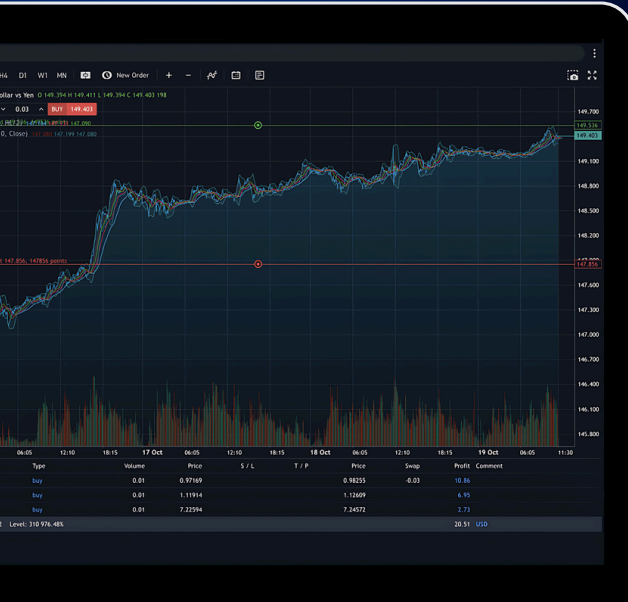 H4 D1 W1 MN New Order + −
ollar vs Yen O 149.394 H 149.411 L 149.394 C 149.403 198
0.03 BUY 149.403
147.090
0, Close) 147.199 147.080
149.700
149.536
149.403
149.100
148.800
148.500
148.200
t 147.856, 147856 points
147.856
147.600
147.300
147.000
146.700
146.400
146.100
145.800
06:05 12:10 18:15 17 Oct 06:05 12:10 18:15 18 Oct 06:05 12:10 18:15 19 Oct 06:05 11:30
Type Volume Price S / L T / P Price Swap Profit Comment
buy 0.01 0.97169 0.98255 -0.03 10.86
buy 0.01 1.11914 1.12609 6.95
buy 0.01 7.22594 7.24572 2.73
Level: 310 976.48% 20.51 USD